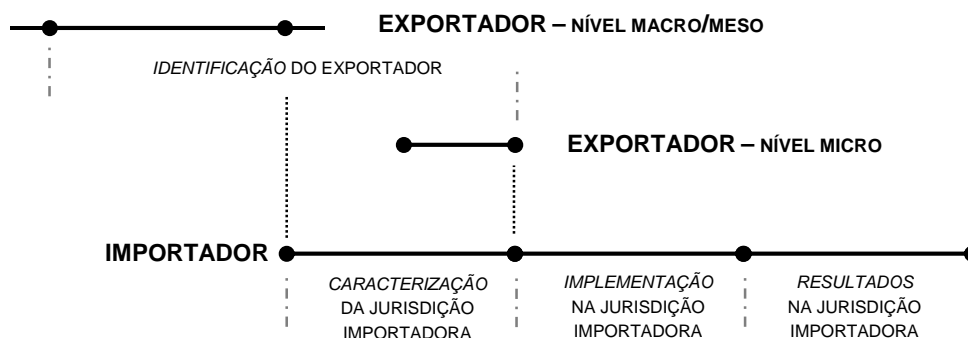 EXPORTADOR – NÍVEL MACRO/MESO
IDENTIFICAÇÃO DO EXPORTADOR
EXPORTADOR – NÍVEL MICRO
IMPORTADOR
CARACTERIZAÇÃO
DA JURISDIÇÃO
IMPORTADORA
IMPLEMENTAÇÃO
NA JURISDIÇÃO
IMPORTADORA
RESULTADOS
NA JURISDIÇÃO
IMPORTADORA